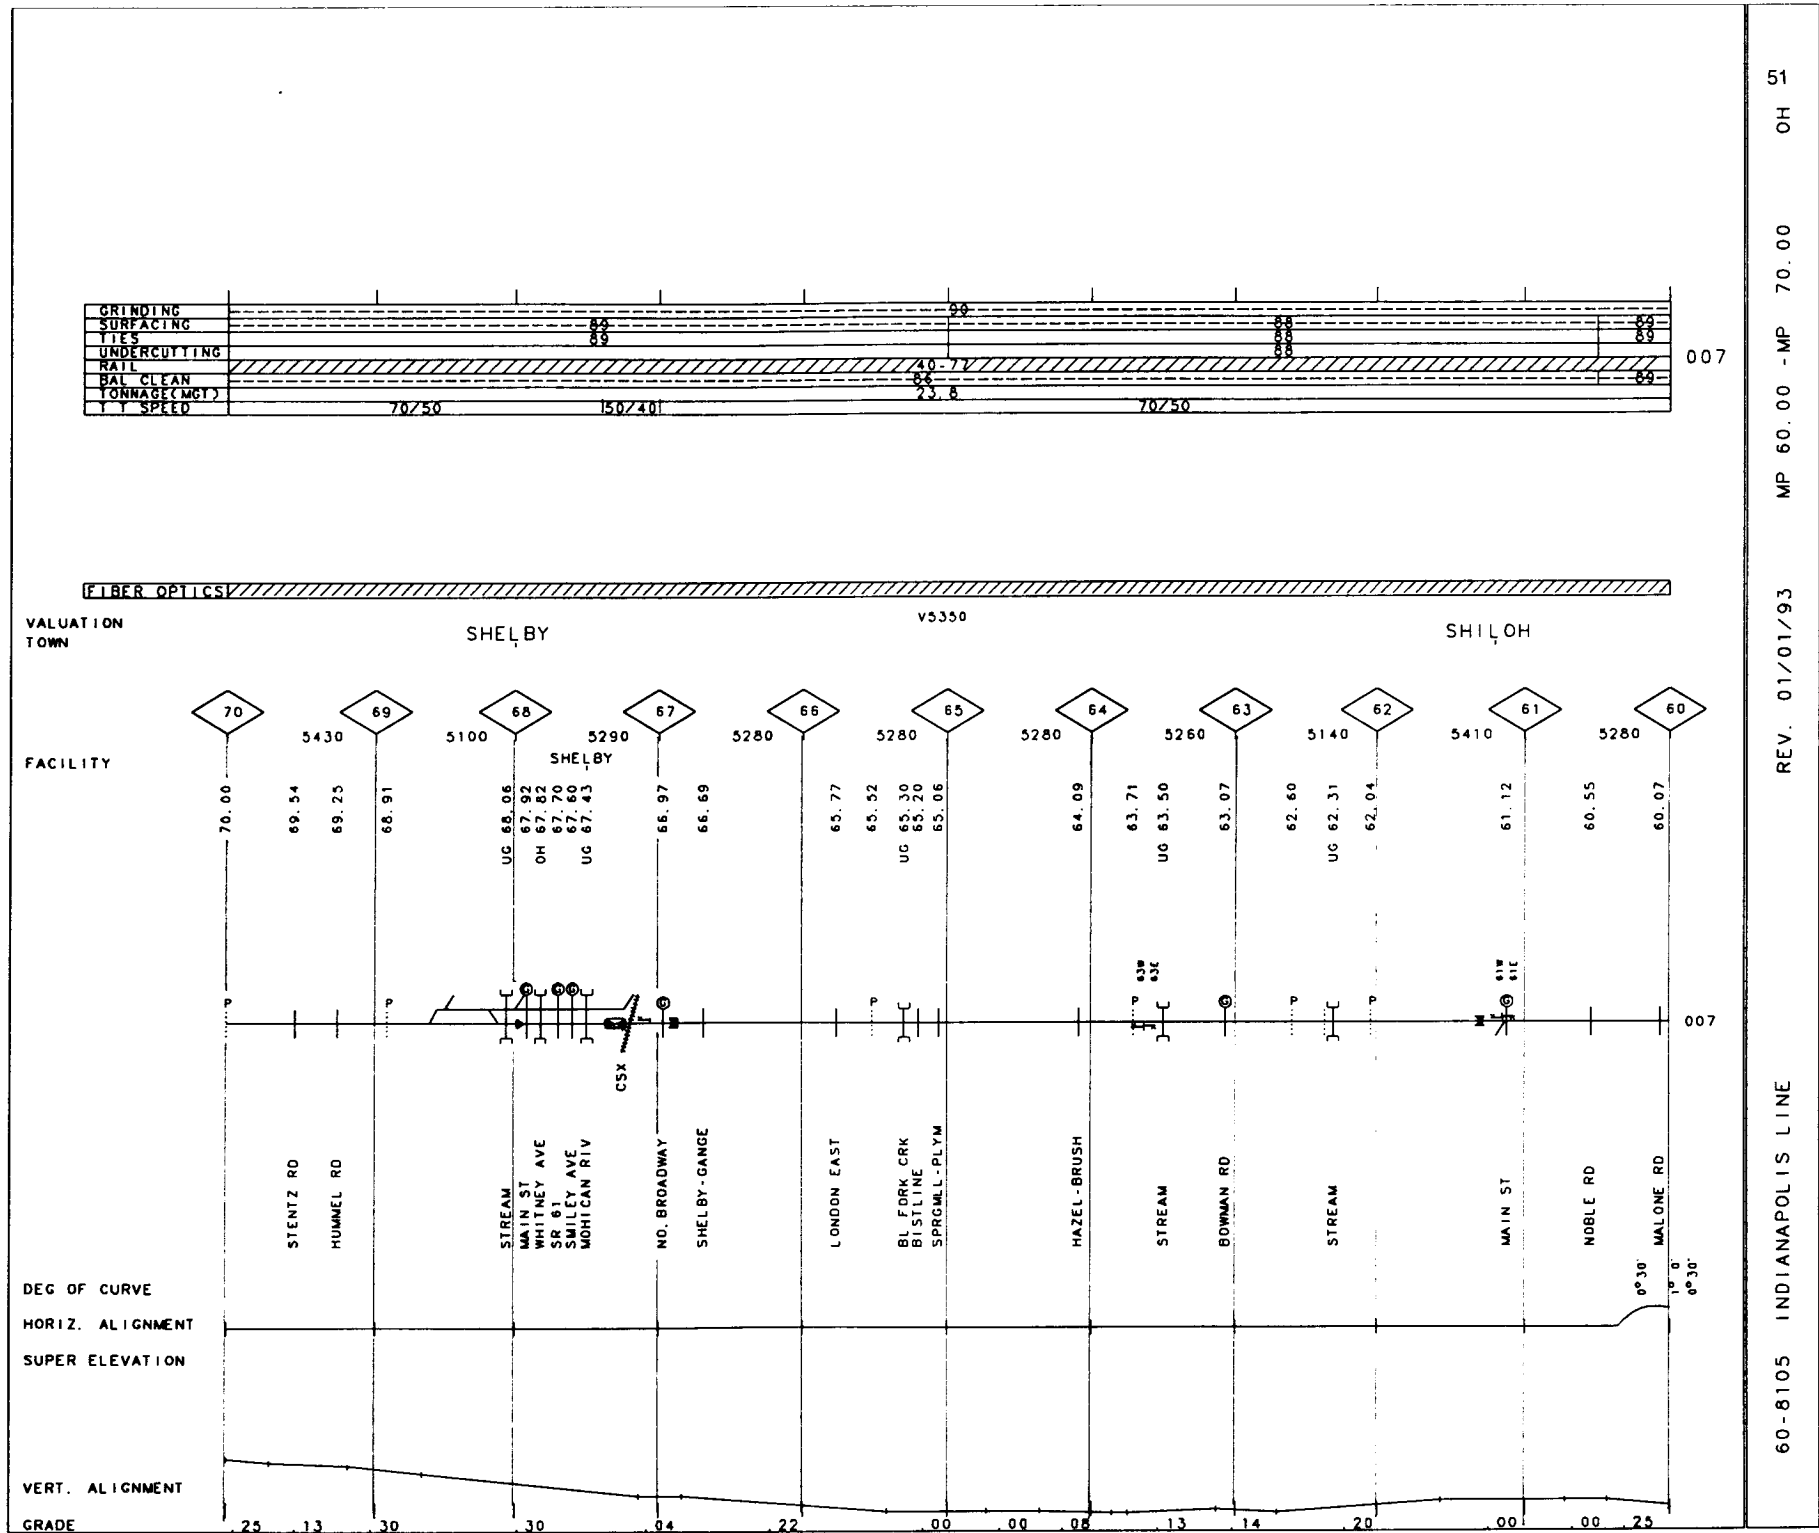 GRINDING 90
SURFACING 89 88 89
TIES 89 88 89
UNDERCUTTING 88
RAIL 40-77
BAL CLEAN 86 89
TONNAGE(MGT) 23.8
T T SPEED 70/50 50/40 70/50
007
FIBER OPTICS
VALUATION V5350
TOWN SHELBY SHILOH
70 69 68 67 66 65 64 63 62 61 60
5430 5100 5290 5280 5280 5280 5260 5140 5410 5280
FACILITY SHELBY
70.00
69.54
69.25
68.91
UG 68.06
67.92
OH 67.82
67.70
67.60
UG 67.43
66.97
66.69
65.77
65.52
UG 65.30
65.20
65.06
64.09
63.71
UG 63.50
63.07
62.60
UG 62.31
62.04
61.12
60.55
60.07
P P G G G G P P 63W 63E G P P 61W 61E G
007
CSX
STENTZ RD
HUMMEL RD
STREAM
MAIN ST
WHITNEY AVE
SR 61
SMILEY AVE
MOHICAN RIV
NO. BROADWAY
SHELBY-GANGE
LONDON EAST
BL FORK CRK
BISTLINE
SPRGMLL-PLYM
HAZEL-BRUSH
STREAM
BOWMAN RD
STREAM
MAIN ST
NOBLE RD
MALONE RD
DEG OF CURVE 0°30' 1° 0' 0°30'
HORIZ. ALIGNMENT
SUPER ELEVATION
VERT. ALIGNMENT
GRADE .25 .13 .30 .30 .04 .22 .00 .00 .08 .13 .14 .20 .00 .00 .25
60-8105 INDIANAPOLIS LINE REV. 01/01/93 MP 60.00 - MP 70.00 OH 51